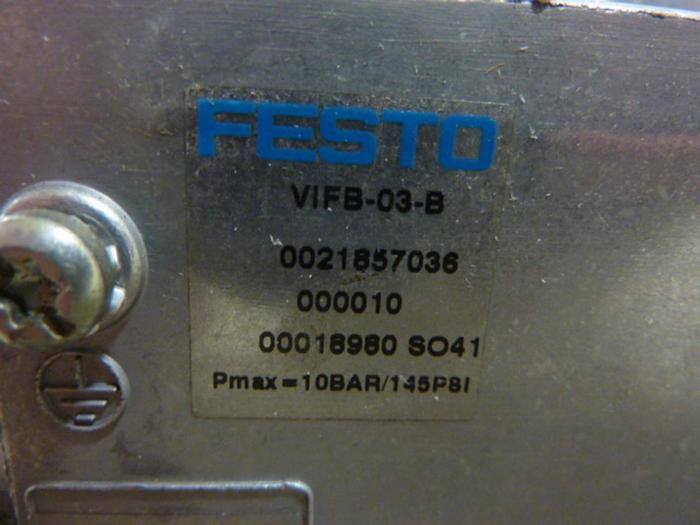 FESTO
VIFB-03-B
0021857036
000010
00018980 SO41
Pmax=10BAR/145PSI